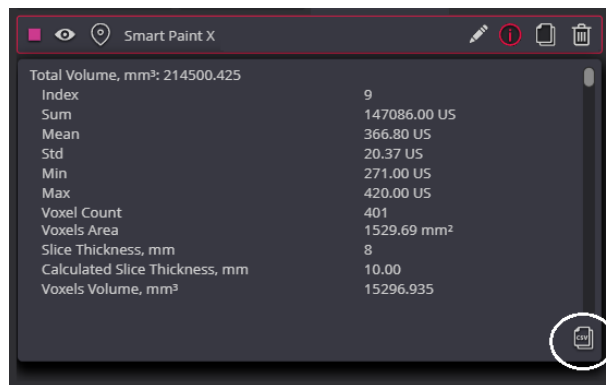 Smart Paint X
Total Volume, mm³: 214500.425
Index 9
Sum 147086.00 US
Mean 366.80 US
Std 20.37 US
Min 271.00 US
Max 420.00 US
Voxel Count 401
Voxels Area 1529.69 mm²
Slice Thickness, mm 8
Calculated Slice Thickness, mm 10.00
Voxels Volume, mm³ 15296.935
CSV